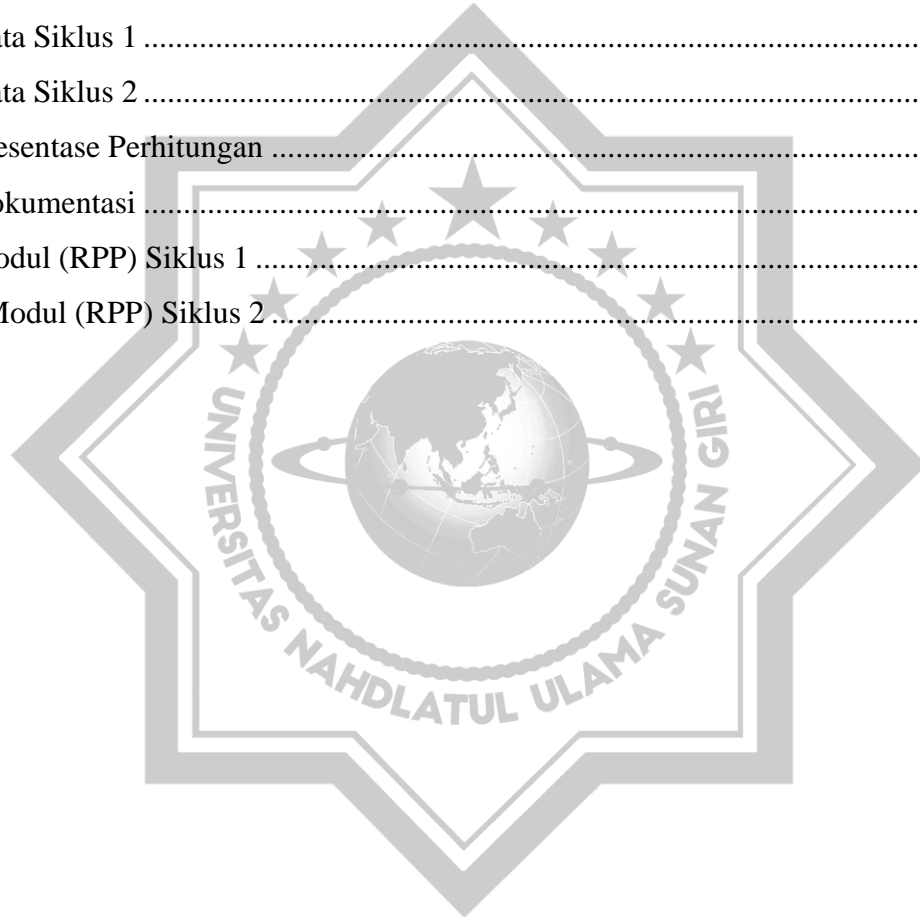 ata Siklus 1 ........................................................................................................
ata Siklus 2 ........................................................................................................
esentase Perhitungan ........................................................................................
okumentasi ........................................................................................................
odul (RPP) Siklus 1 ..........................................................................................
Modul (RPP) Siklus 2 ........................................................................................
UNIVERSITAS NAHDLATUL ULAMA SUNAN GIRI